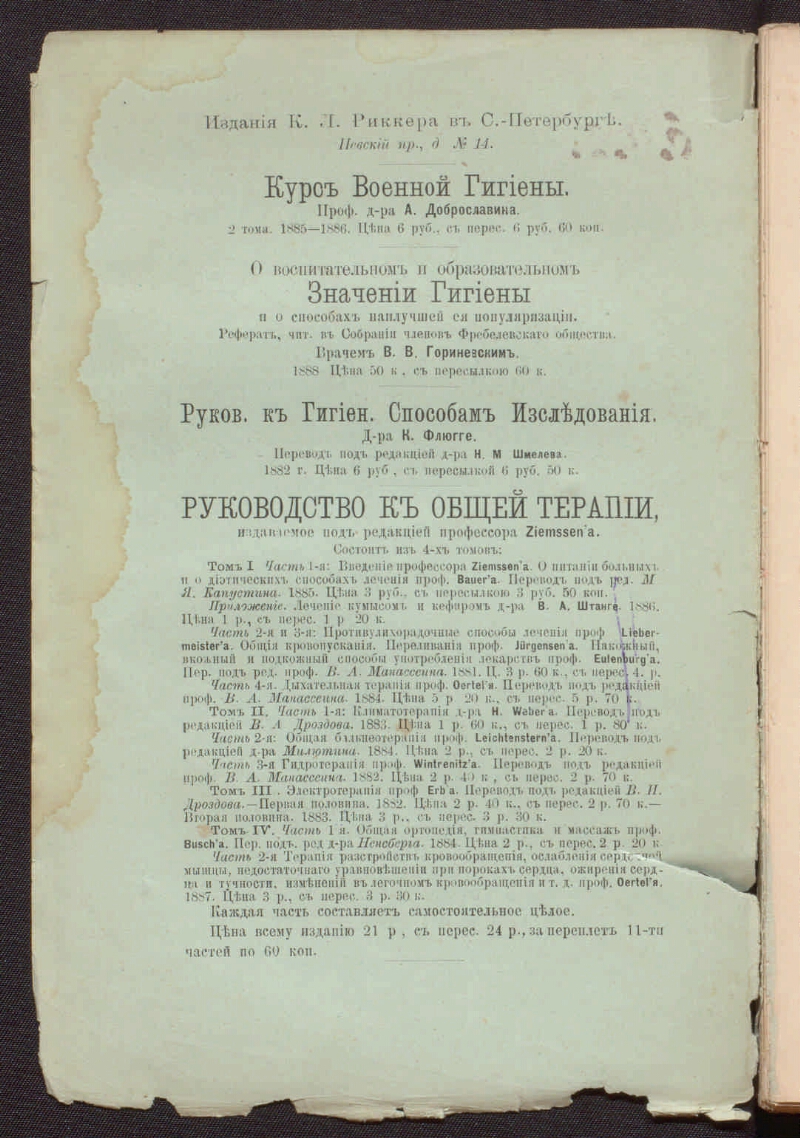 Изданія К. Л. Риккера въ С.-Петербургѣ.
Невскій пр., д № 14.
Курсъ Военной Гигіены.
Проф. д-ра А. Доброславина.
2 тома. 1885—1886. Цѣна 6 руб., съ перес. 6 руб. 60 коп.
О воспитательномъ и образовательномъ
Значеніи Гигіены
и о способахъ наилучшей ея популяризаціи.
Рефератъ, чит. въ Собраніи членовъ Фребелевскаго общества.
Врачемъ В. В. Гориневскимъ.
1888 Цѣна 50 к., съ пересылкою 60 к.
Руков. къ Гигіен. Способамъ Изслѣдованія.
Д-ра К. Флюгге.
Переводъ подъ редакціей д-ра Н. М Шмелева.
1882 г. Цѣна 6 руб., съ пересылкой 6 руб. 50 к.
РУКОВОДСТВО КЪ ОБЩЕЙ ТЕРАПІИ,
издаваемое подъ редакціей профессора Ziemssen'a.
Состоитъ изъ 4-хъ томовъ:
Томъ I Часть 1-я: Введеніе профессора Ziemssen'a. О питаніи больныхъ
и о діэтическихъ способахъ леченія проф. Bauer'a. Переводъ подъ ред. М
Я. Капустина. 1885. Цѣна 3 руб., съ пересылкою 3 руб. 50 коп.
Приложеніе. Леченіе кумысомъ и кефиромъ д-ра В. А. Штанге. 1886.
Цѣна 1 р., съ перес. 1 р 20 к.
Часть 2-я и 3-я: Противулихорадочные способы леченія проф Lieber-
meister'a. Общія кровопусканія. Переливанія проф. Jürgensen'a. Накожный,
вкожный и подкожный способы употребленія лекарствъ проф. Eulenburg'a.
Пер. подъ ред. проф. В. А. Манассеина. 1881. Ц. 3 р. 60 к., съ перес. 4. р.
Часть 4-я. Дыхательная терапія проф. Oertel'я. Переводъ подъ редакціей
проф. В. А. Манассеина. 1884. Цѣна 5 р 20 к., съ перес. 5 р. 70 к.
Томъ II, Часть 1-я: Климатотерапія д-ра H. Weber'a. Переводъ подъ
редакціей В. А Дроздова. 1883. Цѣна 1 р. 60 к., съ перес. 1 р. 80 к.
Часть 2-я: Общая бальнеотерапія проф. Leichtenstern'a. Переводъ подъ
редакціей д-ра Милютина. 1884. Цѣна 2 р., съ перес. 2 р. 20 к.
Часть 3-я Гидротерапія проф. Wintrenitz'a. Переводъ подъ редакціей
проф. В. А. Манассеина. 1882. Цѣна 2 р. 40 к, съ перес. 2 р. 70 к.
Томъ III. Электротерапія проф Erb'a. Переводъ подъ редакціей В. И.
Дроздова.—Первая половина. 1882. Цѣна 2 р. 40 к., съ перес. 2 р. 70 к.—
Вторая половина. 1883. Цѣна 3 р., съ перес. 3 р. 30 к.
Томъ IV. Часть 1 я. Общая ортопедія, гимнастика и массажъ проф.
Busch'a. Пер. подъ. ред д-ра Йенсберга. 1884. Цѣна 2 р., съ перес. 2 р. 20 к
Часть 2-я Терапія разстройствъ кровообращенія, ослабленія сердечной
мышцы, недостаточнаго уравновѣшеніи при порокахъ сердца, ожиренія серд-
ца и тучности, измѣненій въ легочномъ кровообращенія и т. д. проф. Oertel'я.
1887. Цѣна 3 р., съ перес. 3 р. 30 к.
Каждая часть составляетъ самостоятельное цѣлое.
Цѣна всему изданію 21 р, съ перес. 24 р., за переплетъ 11-ти
частей по 60 коп.